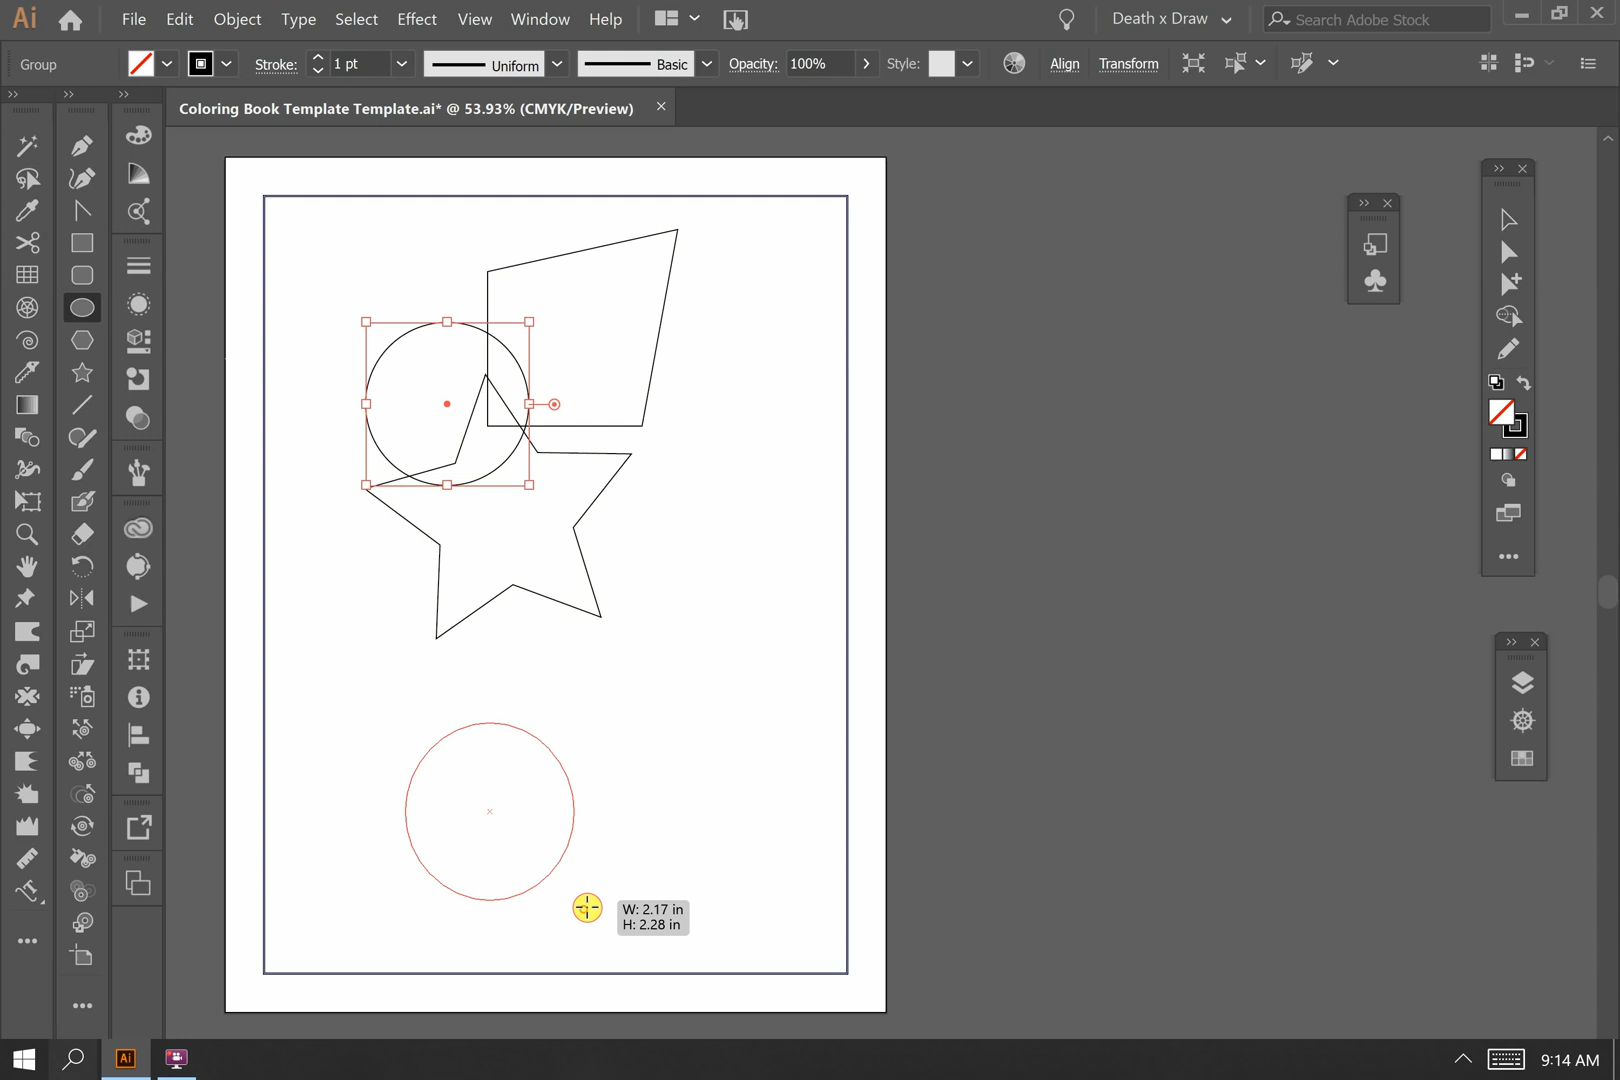 Ai File Edit Object Type Select Effect View Window Help Death x Draw Search Adobe Stock
Group Stroke: 1 pt Uniform Basic Opacity: 100% Style: Align Transform
Coloring Book Template Template.ai* @ 53.93% (CMYK/Preview)
W: 2.17 in
H: 2.28 in
Ai 9:14 AM